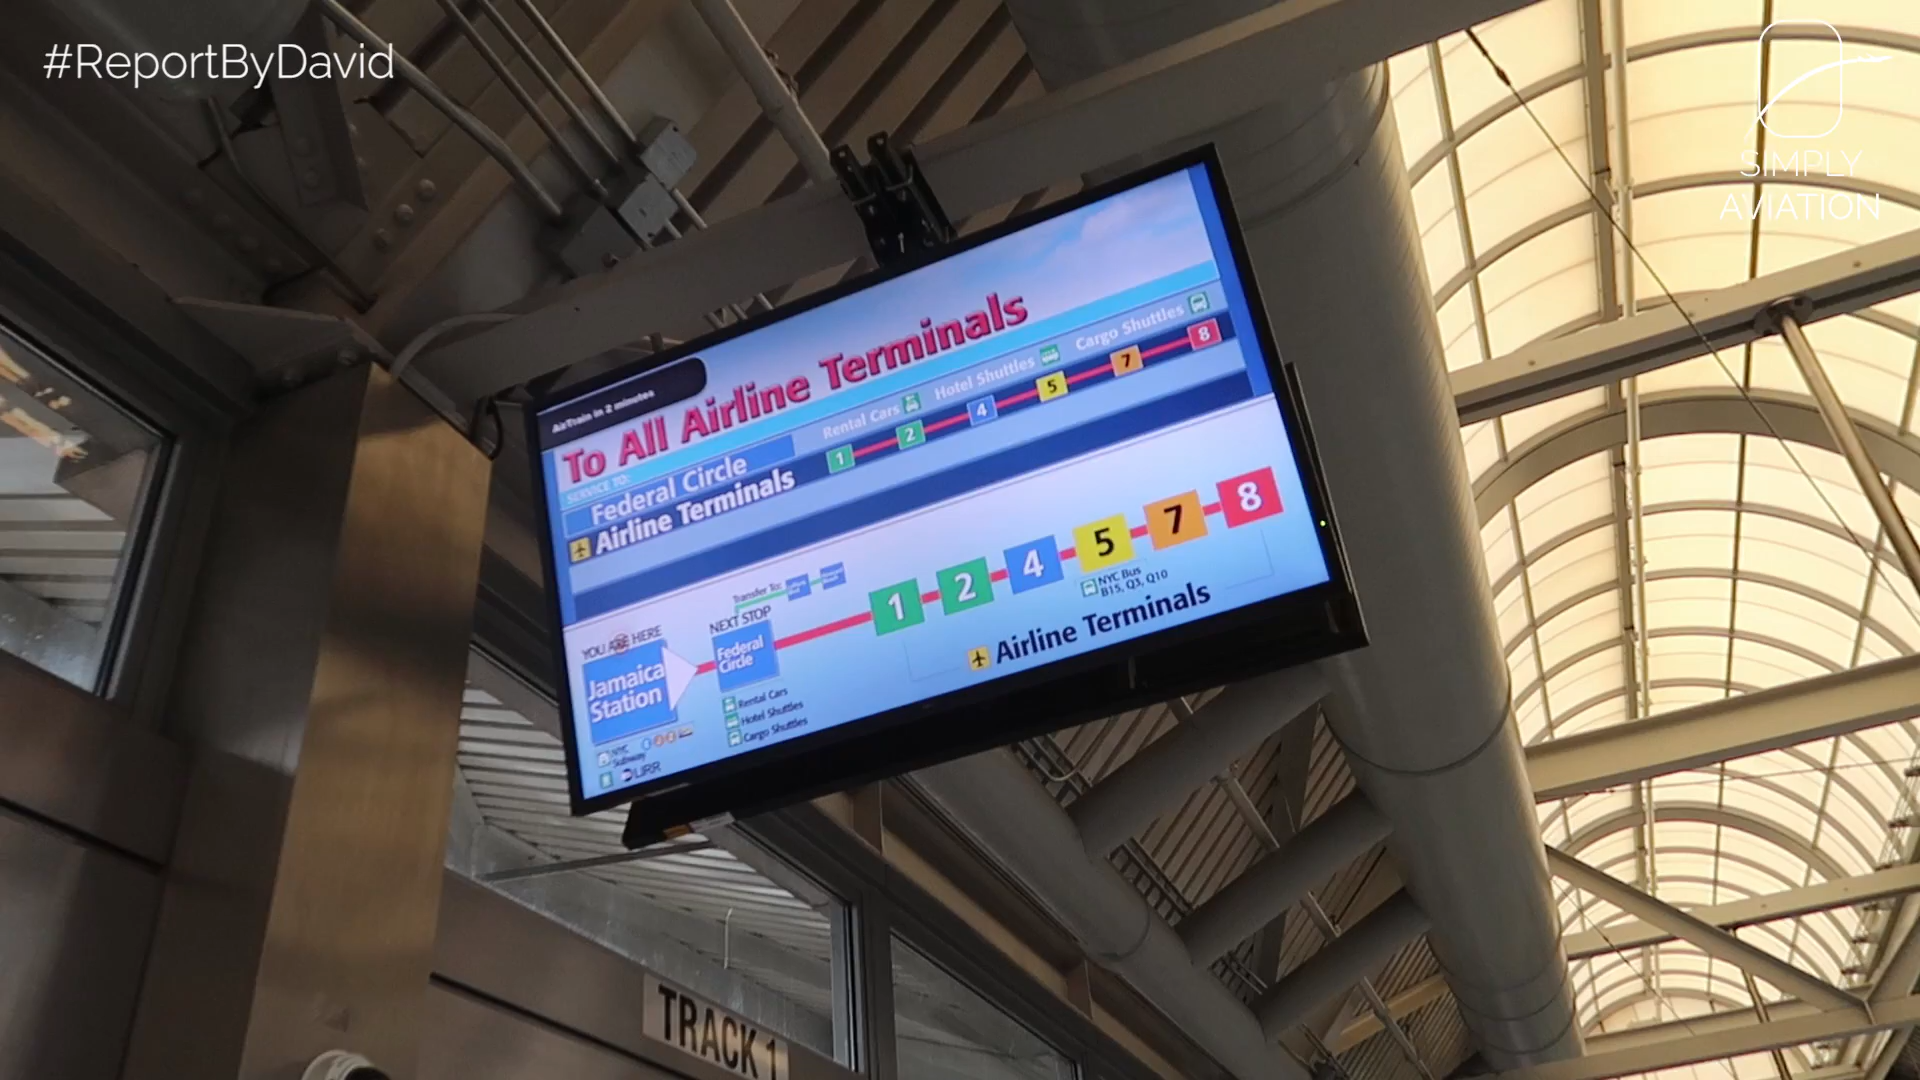 #ReportByDavid
SIMPLY
AVIATION
AirTrain in 2 minutes
To All Airline Terminals
SERVICE TO:
Federal Circle
Rental Cars
Hotel Shuttles
Cargo Shuttles
Airline Terminals
1 2 4 5 7 8
YOU ARE HERE
Jamaica
Station
NYC
Subway
LIRR
Transfer To:
NEXT STOP
Federal
Circle
Rental Cars
Hotel Shuttles
Cargo Shuttles
1 2 4 5 7 8
NYC Bus
B15, Q3, Q10
Airline Terminals
TRACK 1